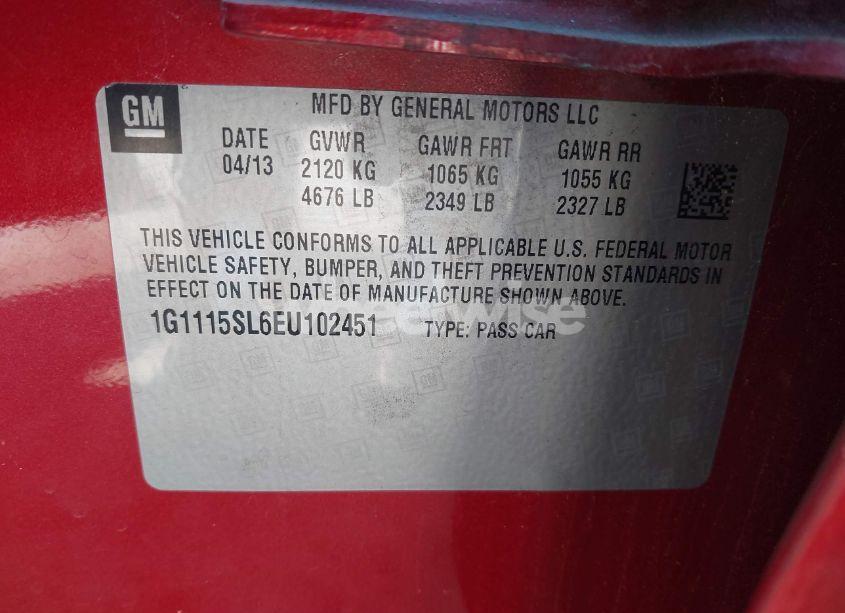 GM
MFD BY GENERAL MOTORS LLC
DATE GVWR GAWR FRT GAWR RR
04/13 2120 KG 1065 KG 1055 KG
4676 LB 2349 LB 2327 LB
THIS VEHICLE CONFORMS TO ALL APPLICABLE U.S. FEDERAL MOTOR
VEHICLE SAFETY, BUMPER, AND THEFT PREVENTION STANDARDS IN
EFFECT ON THE DATE OF MANUFACTURE SHOWN ABOVE.
1G1115SL6EU102451 TYPE: PASS CAR